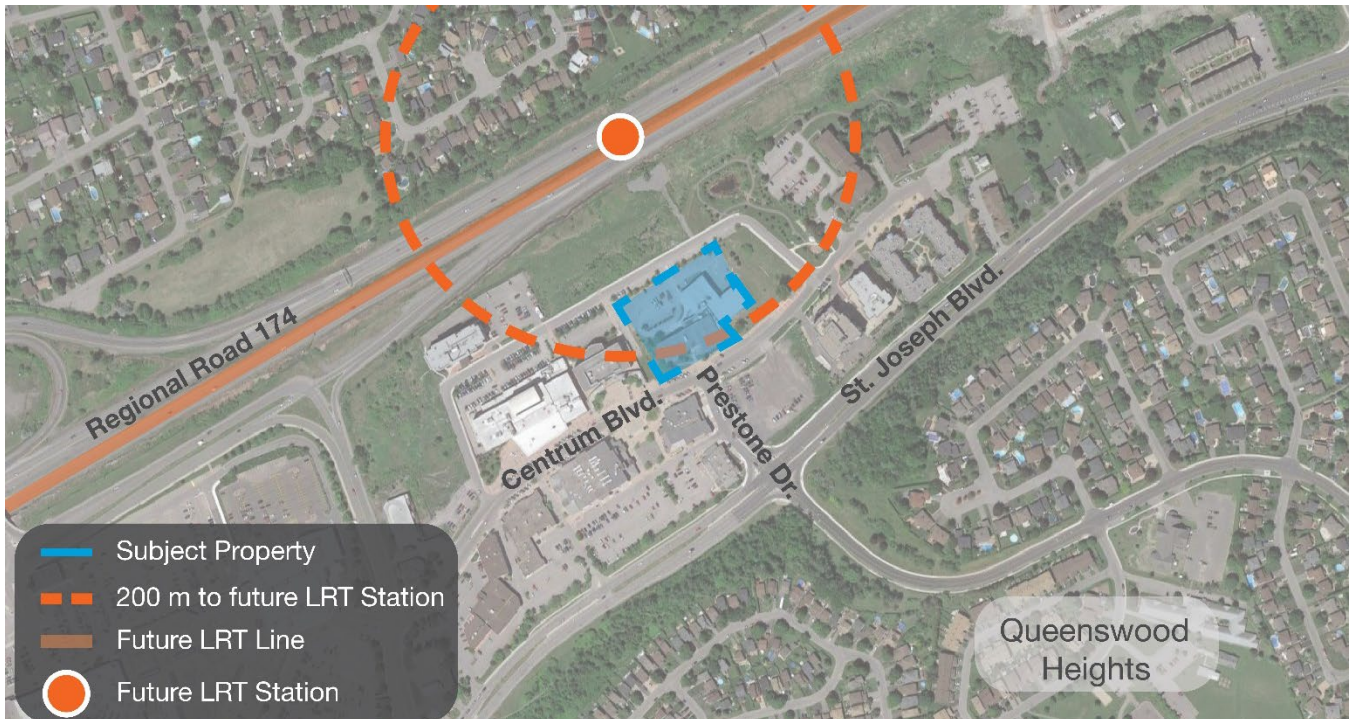 Regional Road 174
Centrum Blvd.
Prestone Dr.
St. Joseph Blvd.
Subject Property
200 m to future LRT Station
Future LRT Line
Future LRT Station
Queenswood
Heights